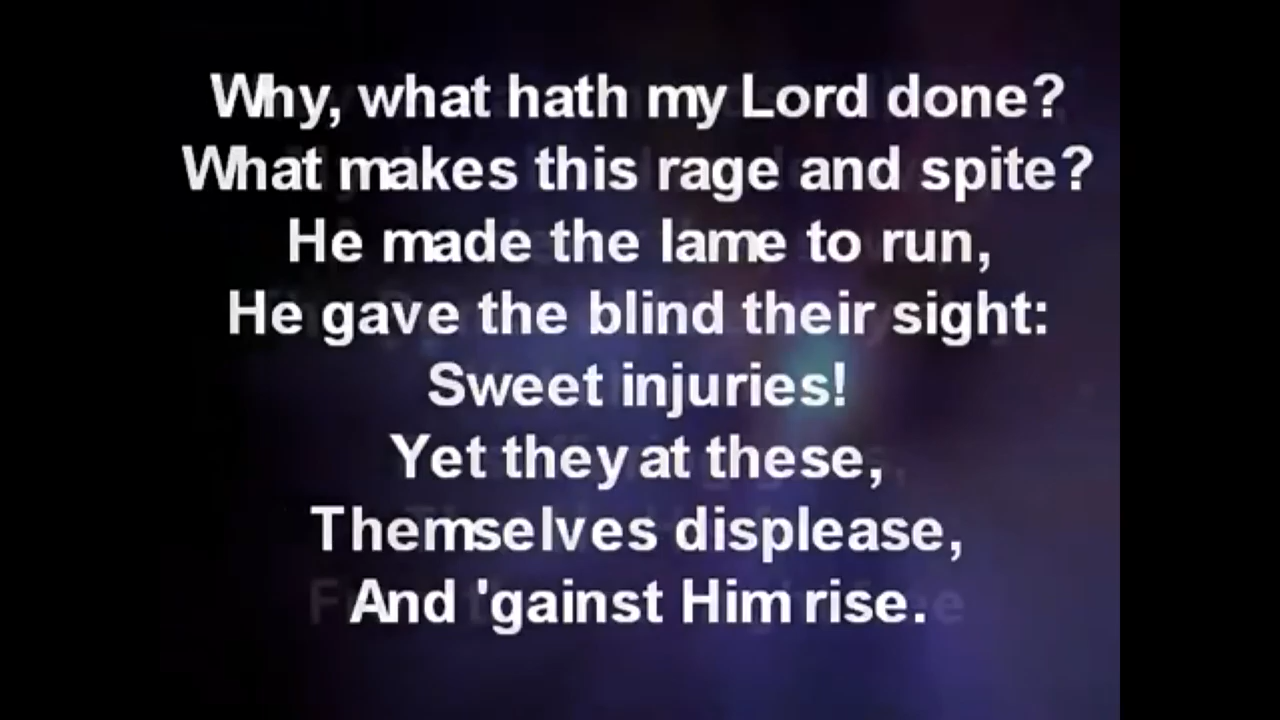 Why, what hath my Lord done?
What makes this rage and spite?
He made the lame to run,
He gave the blind their sight:
Sweet injuries!
Yet they at these,
Themselves displease,
And 'gainst Him rise.